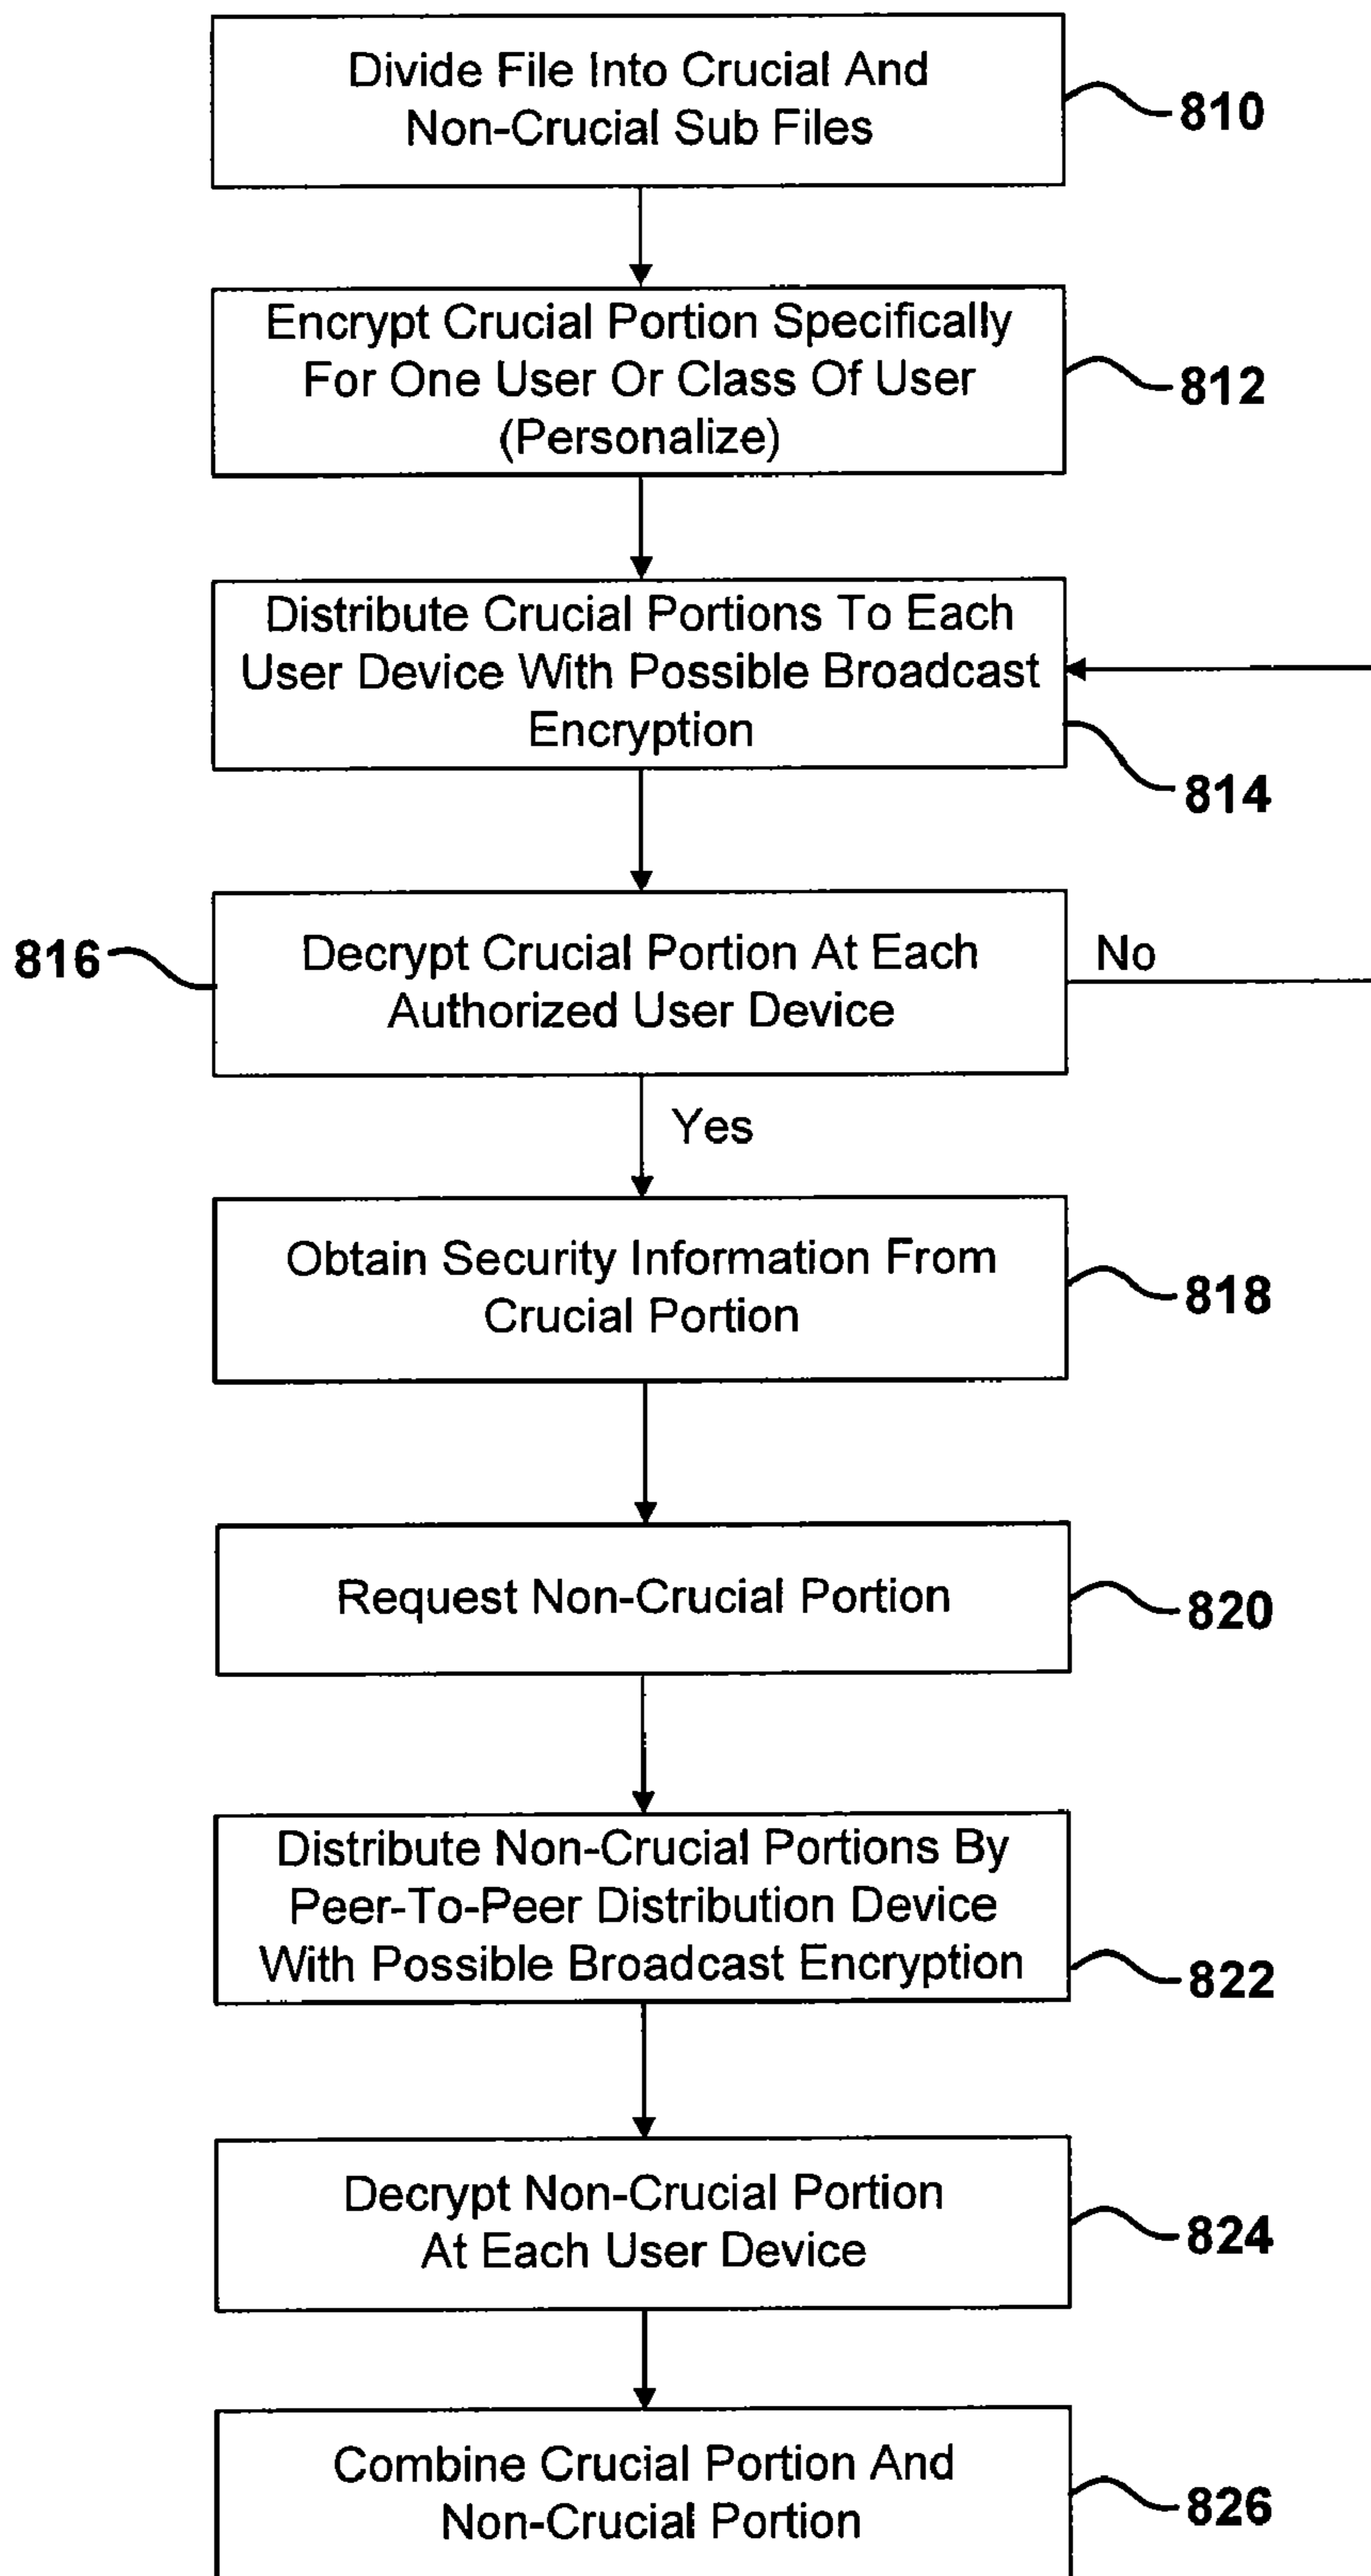 Divide File Into Crucial And
Non-Crucial Sub Files
810
Encrypt Crucial Portion Specifically
For One User Or Class Of User
(Personalize)
812
Distribute Crucial Portions To Each
User Device With Possible Broadcast
Encryption
814
816
Decrypt Crucial Portion At Each
Authorized User Device
No
Yes
Obtain Security Information From
Crucial Portion
818
Request Non-Crucial Portion
820
Distribute Non-Crucial Portions By
Peer-To-Peer Distribution Device
With Possible Broadcast Encryption
822
Decrypt Non-Crucial Portion
At Each User Device
824
Combine Crucial Portion And
Non-Crucial Portion
826